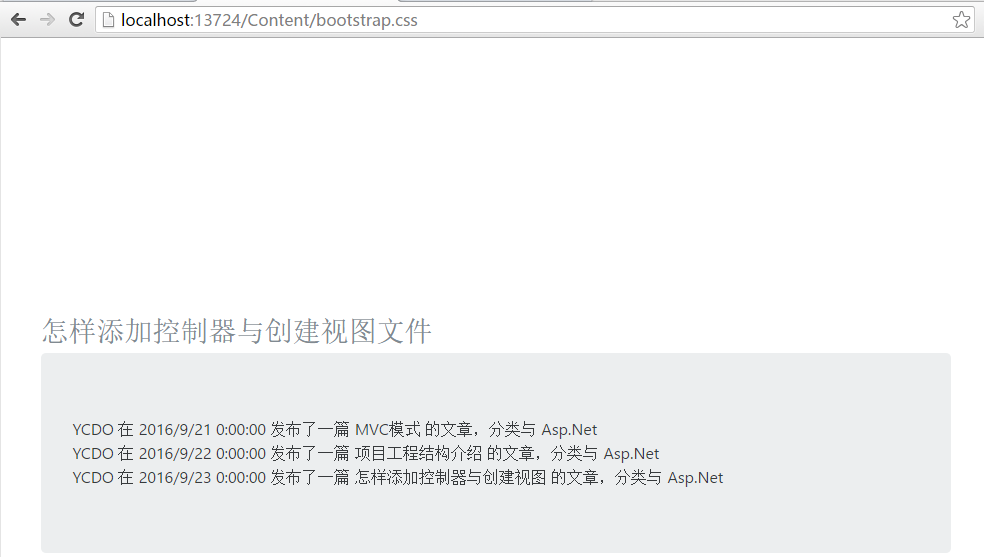 localhost:13724/Content/bootstrap.css
怎样添加控制器与创建视图文件
YCDO 在 2016/9/21 0:00:00 发布了一篇 MVC模式 的文章，分类与 Asp.Net
YCDO 在 2016/9/22 0:00:00 发布了一篇 项目工程结构介绍 的文章，分类与 Asp.Net
YCDO 在 2016/9/23 0:00:00 发布了一篇 怎样添加控制器与创建视图 的文章，分类与 Asp.Net